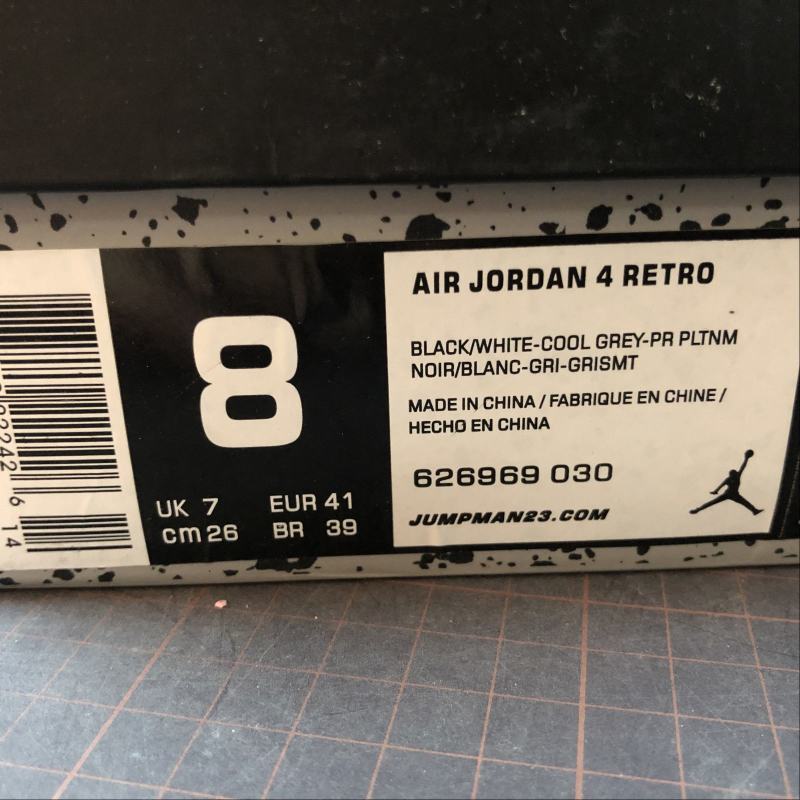 8
UK 7 EUR 41
cm 26 BR 39
AIR JORDAN 4 RETRO
BLACK/WHITE-COOL GREY-PR PLTNM
NOIR/BLANC-GRI-GRISMT
MADE IN CHINA / FABRIQUE EN CHINE /
HECHO EN CHINA
626969 030
JUMPMAN23.COM